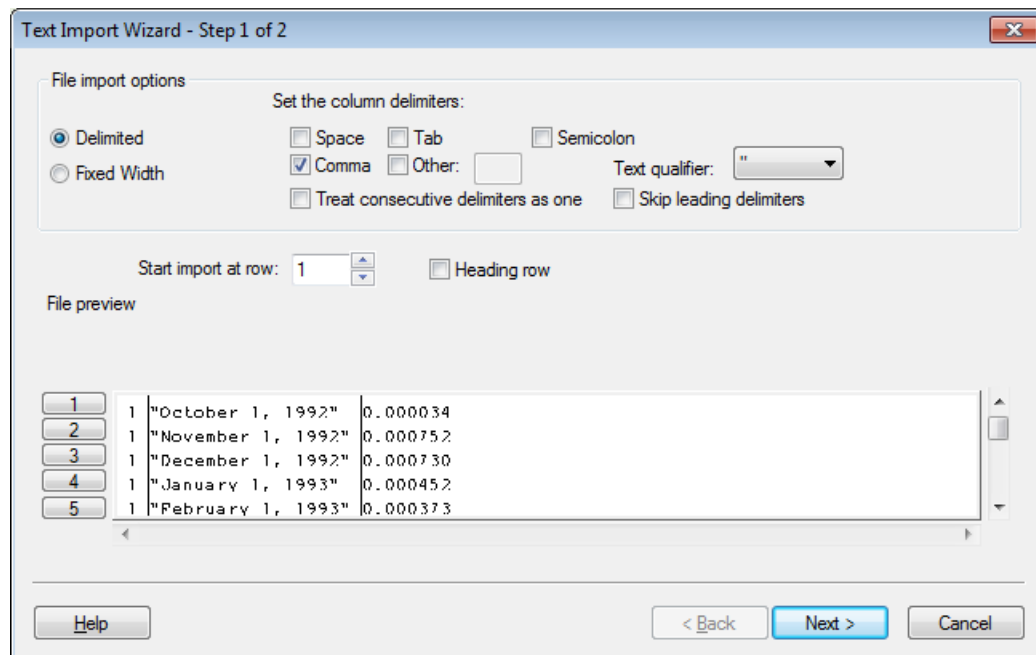 Text Import Wizard - Step 1 of 2
File import options
Set the column delimiters:
Delimited
Space Tab Semicolon
Fixed Width
Comma Other: Text qualifier: "
Treat consecutive delimiters as one Skip leading delimiters
Start import at row: 1 Heading row
File preview
1 1 "October 1, 1992" 0.000034
2 1 "November 1, 1992" 0.000752
3 1 "December 1, 1992" 0.000730
4 1 "January 1, 1993" 0.000452
5 1 "February 1, 1993" 0.000373
Help < Back Next > Cancel